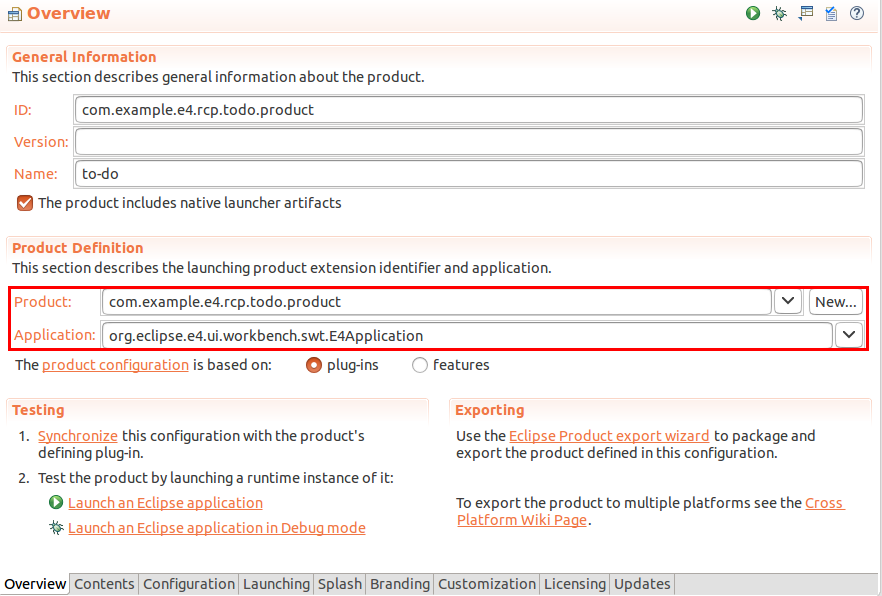 Overview
General Information
This section describes general information about the product.
ID: com.example.e4.rcp.todo.product
Version:
Name: to-do
The product includes native launcher artifacts
Product Definition
This section describes the launching product extension identifier and application.
Product: com.example.e4.rcp.todo.product New...
Application: org.eclipse.e4.ui.workbench.swt.E4Application
The product configuration is based on: plug-ins features
Testing
1. Synchronize this configuration with the product's
defining plug-in.
2. Test the product by launching a runtime instance of it:
Launch an Eclipse application
Launch an Eclipse application in Debug mode
Exporting
Use the Eclipse Product export wizard to package and
export the product defined in this configuration.
To export the product to multiple platforms see the Cross
Platform Wiki Page.
Overview Contents Configuration Launching Splash Branding Customization Licensing Updates